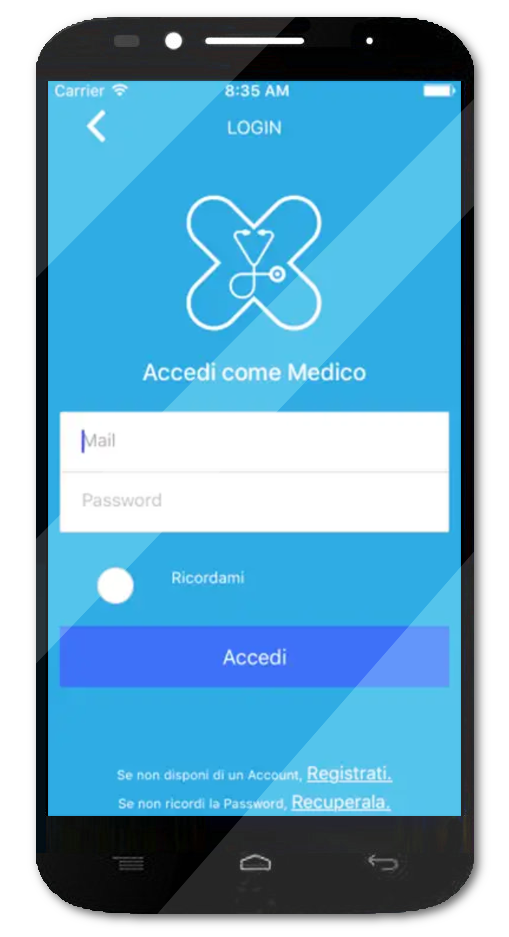 Carrier 8:35 AM
LOGIN
Accedi come Medico
Mail
Password
Ricordami
Accedi
Se non disponi di un Account, Registrati.
Se non ricordi la Password, Recuperala.